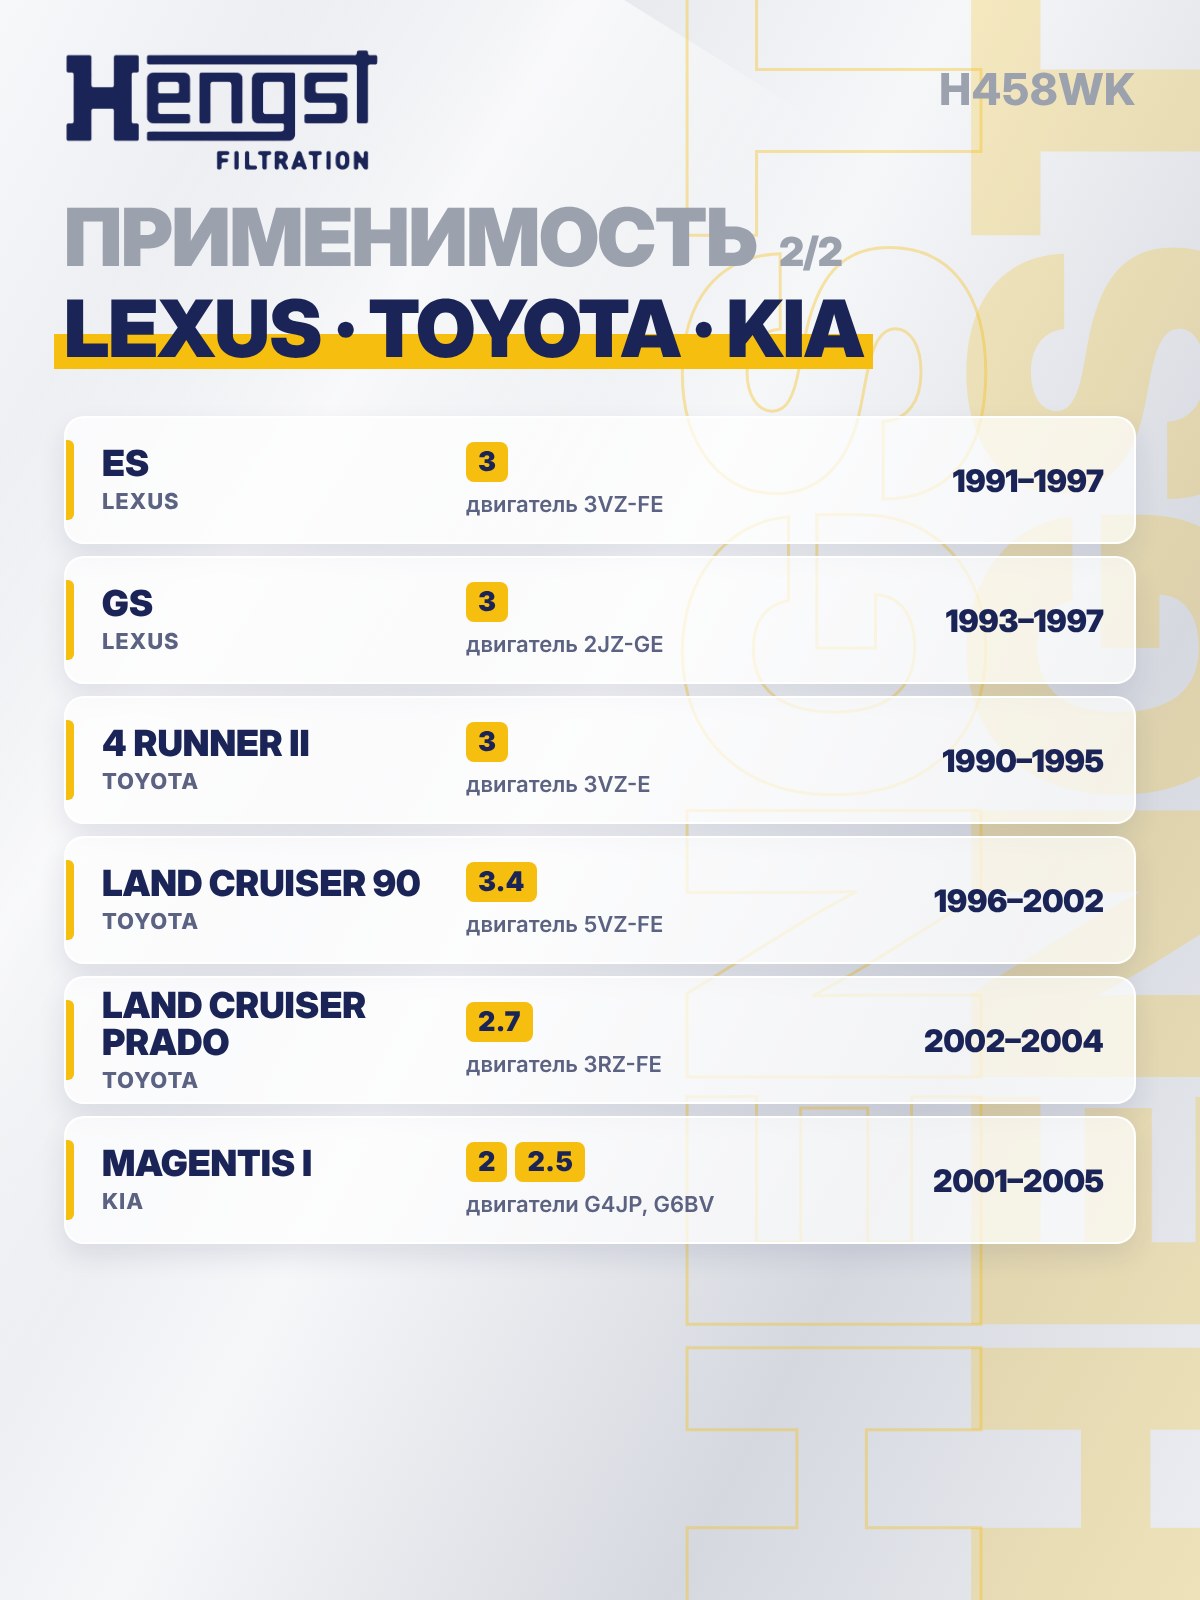 Hengst
FILTRATION
H458WK
ПРИМЕНИМОСТЬ 2/2
LEXUS · TOYOTA · KIA
ES
LEXUS
3
двигатель 3VZ-FE
1991–1997
GS
LEXUS
3
двигатель 2JZ-GE
1993–1997
4 RUNNER II
TOYOTA
3
двигатель 3VZ-E
1990–1995
LAND CRUISER 90
TOYOTA
3.4
двигатель 5VZ-FE
1996–2002
LAND CRUISER
PRADO
TOYOTA
2.7
двигатель 3RZ-FE
2002–2004
MAGENTIS I
KIA
2 2.5
двигатели G4JP, G6BV
2001–2005
HENGST
HENGST